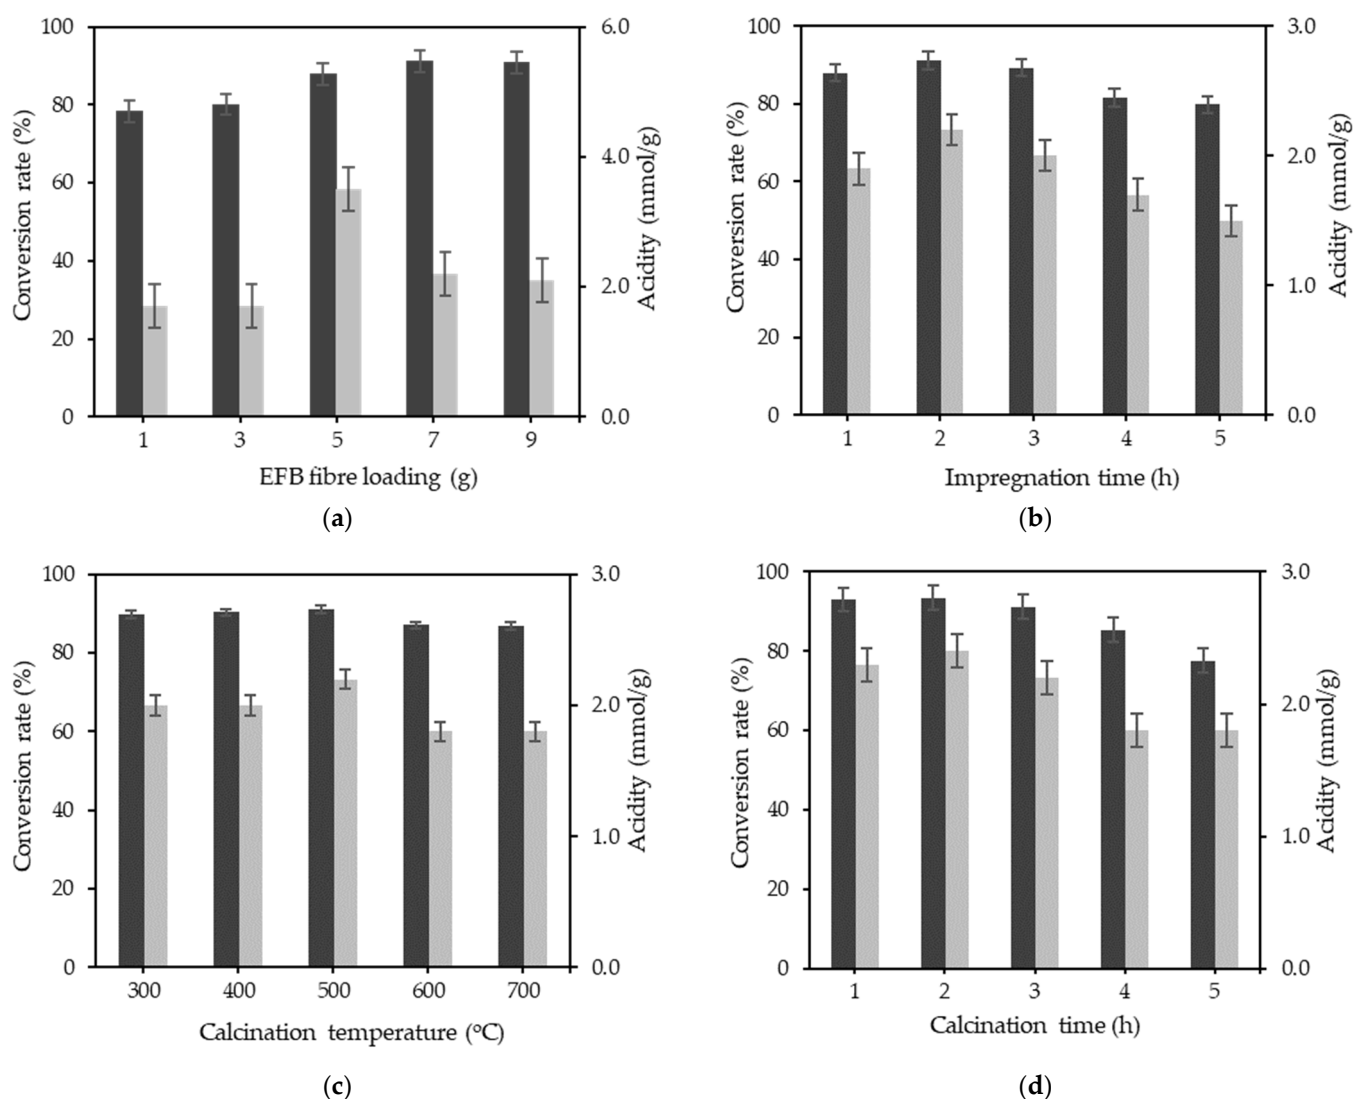 100
80
60
40
20
0
Conversion rate (%)
6.0
4.0
2.0
0.0
Acidity (mmol/g)
1 3 5 7 9
EFB fibre loading (g)
(a)
100
80
60
40
20
0
Conversion rate (%)
3.0
2.0
1.0
0.0
Acidity (mmol/g)
1 2 3 4 5
Impregnation time (h)
(b)
100
80
60
40
20
0
Conversion rate (%)
3.0
2.0
1.0
0.0
Acidity (mmol/g)
300 400 500 600 700
Calcination temperature (°C)
(c)
100
80
60
40
20
0
Conversion rate (%)
3.0
2.0
1.0
0.0
Acidity (mmol/g)
1 2 3 4 5
Calcination time (h)
(d)